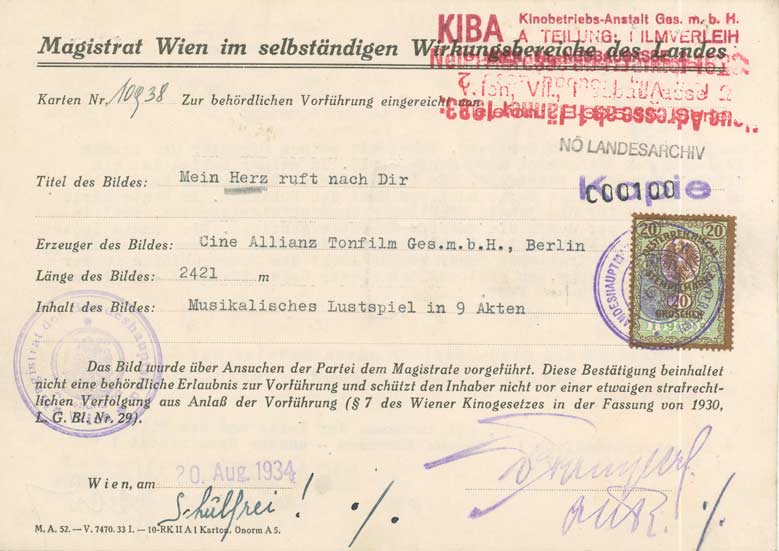 KIBA Kinobetriebs-Anstalt Ges. m. b. H.
A TEILUNG: FILMVERLEIH
Magistrat Wien im selbständigen Wirkungsbereiche des Landes
Karten Nr. 10938 Zur behördlichen Vorführung eingereicht von
NÖ LANDESARCHIV
Titel des Bildes: Mein Herz ruft nach Dir
Kopie
C00100
Erzeuger des Bildes: Cine Allianz Tonfilm Ges.m.b.H., Berlin
20 20
OESTERREICHISCHE
STEMPELMARKE
20
GROSCHEN
Länge des Bildes: 2421 m
Inhalt des Bildes: Musikalisches Lustspiel in 9 Akten
Das Bild wurde über Ansuchen der Partei dem Magistrate vorgeführt. Diese Bestätigung beinhaltet
nicht eine behördliche Erlaubnis zur Vorführung und schützt den Inhaber nicht vor einer etwaigen strafrecht-
lichen Verfolgung aus Anlaß der Vorführung (§ 7 des Wiener Kinogesetzes in der Fassung von 1930,
L. G. Bl. Nr. 29).
Wien, am 20. Aug. 1934
Schulfrei! ·/.
·/.
M. A. 52. — V. 7470. 33 I. — 10-RK II A 1 Karton. Onorm A 5.